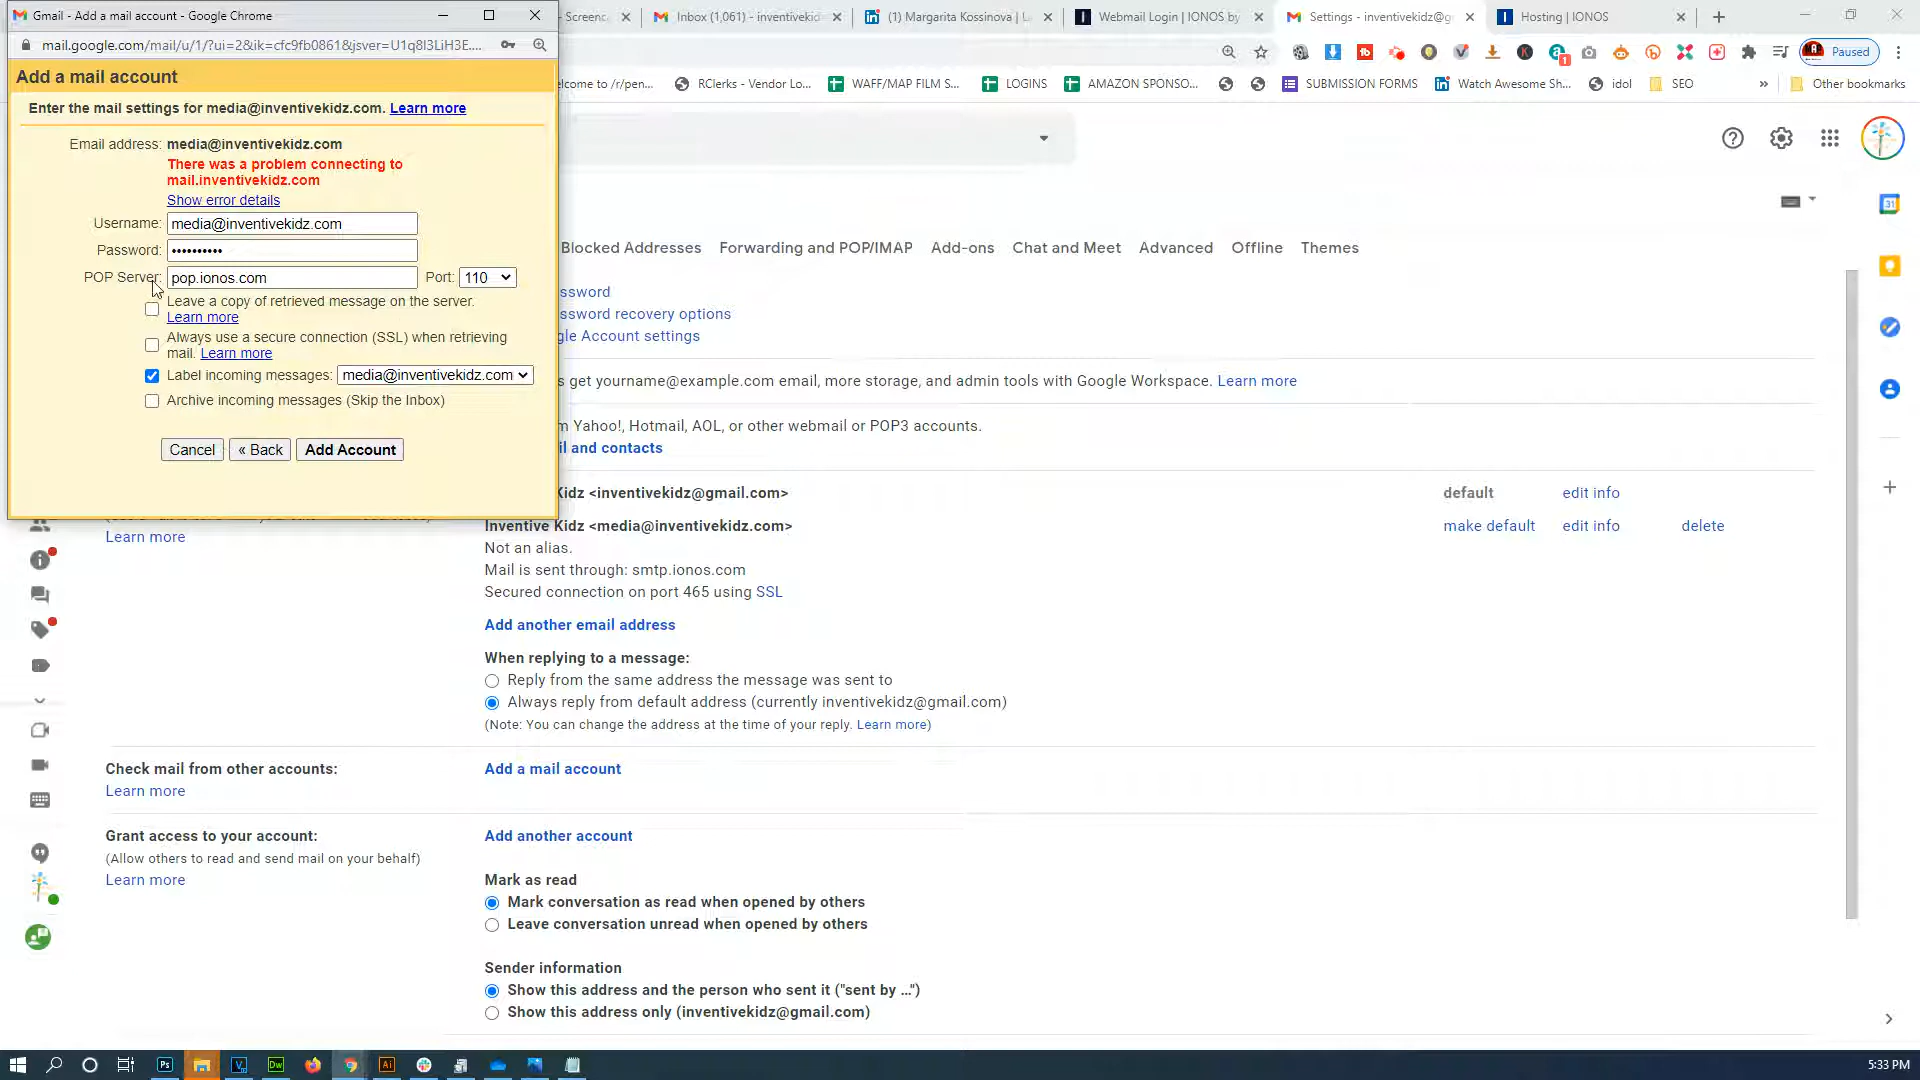 Gmail - Add a mail account - Google Chrome
- Screenc
Inbox (1,061) - inventivekid
(1) Margarita Kossinova | L
Webmail Login | IONOS by
Settings - inventivekidz@g
Hosting | IONOS
mail.google.com/mail/u/1/?ui=2&ik=cfc9fb0861&jsver=U1q8I3LiH3E....
Paused
elcome to /r/pen...
RClerks - Vendor Lo...
WAFF/MAP FILM S...
LOGINS
AMAZON SPONSO...
SUBMISSION FORMS
Watch Awesome Sh...
idol
SEO
»
Other bookmarks
Add a mail account
Enter the mail settings for media@inventivekidz.com. Learn more
Email address: media@inventivekidz.com
There was a problem connecting to
mail.inventivekidz.com
Show error details
Username: media@inventivekidz.com
Password: ••••••••••
POP Server: pop.ionos.com Port: 110
Leave a copy of retrieved message on the server.
Learn more
Always use a secure connection (SSL) when retrieving
mail. Learn more
Label incoming messages: media@inventivekidz.com
Archive incoming messages (Skip the Inbox)
Cancel
« Back
Add Account
31
Blocked Addresses
Forwarding and POP/IMAP
Add-ons
Chat and Meet
Advanced
Offline
Themes
ssword
ssword recovery options
gle Account settings
s get yourname@example.com email, more storage, and admin tools with Google Workspace. Learn more
m Yahoo!, Hotmail, AOL, or other webmail or POP3 accounts.
il and contacts
Kidz <inventivekidz@gmail.com>
default
edit info
Learn more
Inventive Kidz <media@inventivekidz.com>
make default
edit info
delete
Not an alias.
Mail is sent through: smtp.ionos.com
Secured connection on port 465 using SSL
Add another email address
When replying to a message:
Reply from the same address the message was sent to
Always reply from default address (currently inventivekidz@gmail.com)
(Note: You can change the address at the time of your reply. Learn more)
Check mail from other accounts:
Learn more
Add a mail account
Grant access to your account:
(Allow others to read and send mail on your behalf)
Learn more
Add another account
Mark as read
Mark conversation as read when opened by others
Leave conversation unread when opened by others
Sender information
Show this address and the person who sent it ("sent by ...")
Show this address only (inventivekidz@gmail.com)
Ps
Dw
Ai
5:33 PM